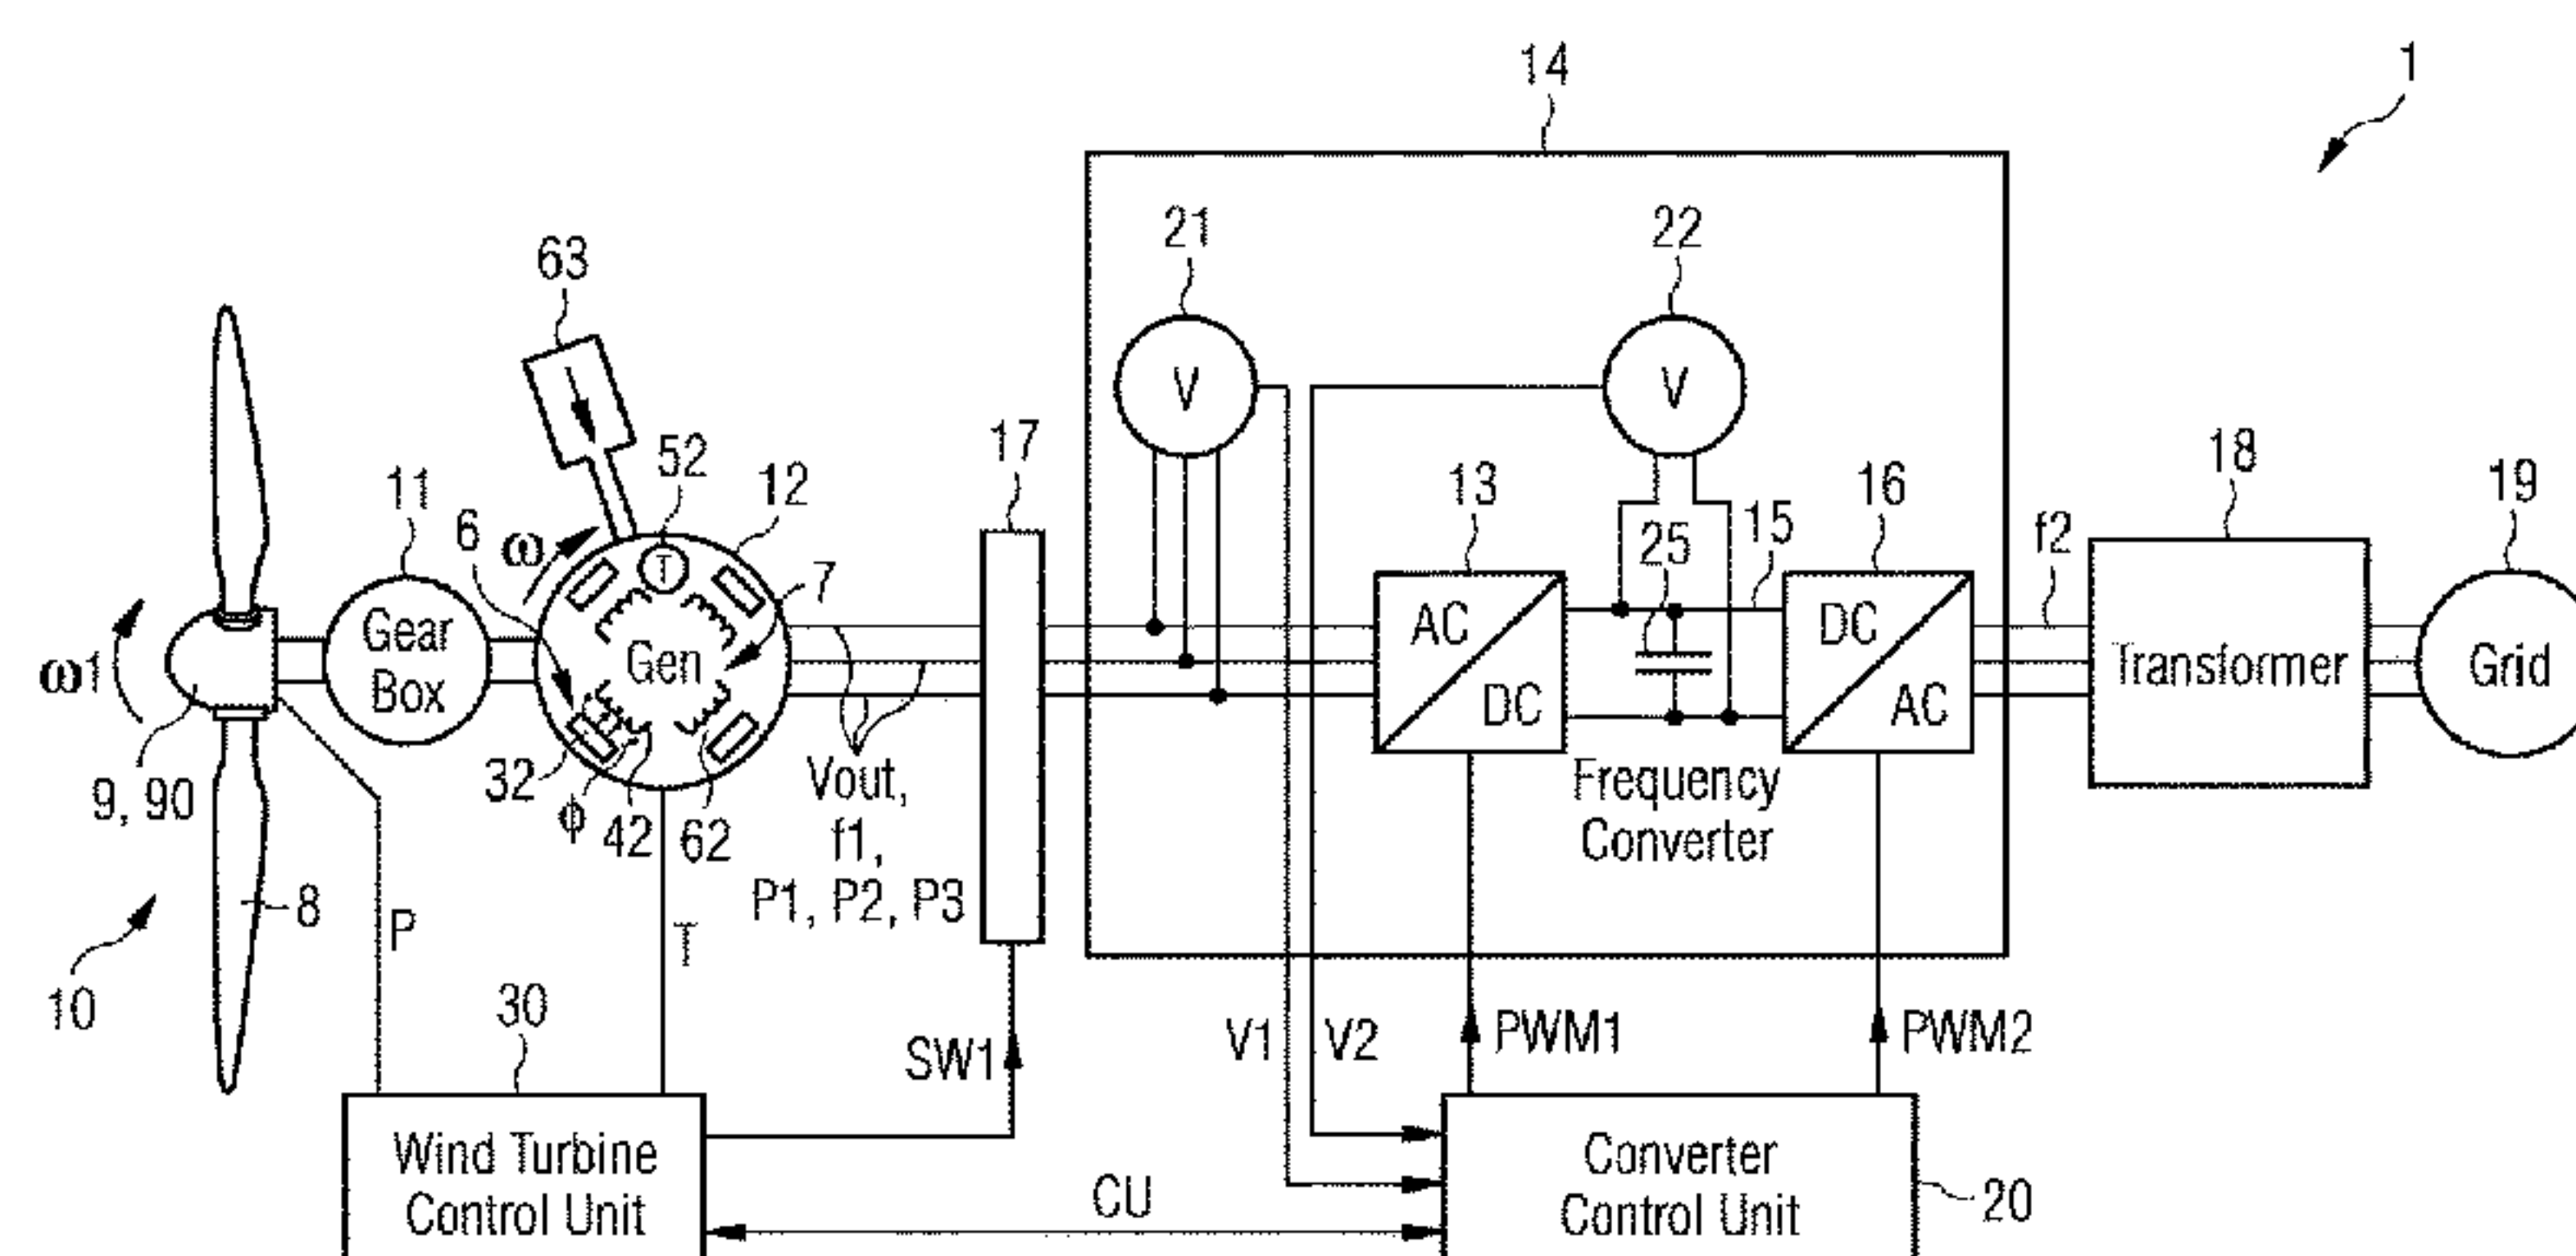 14
1
21
22
63
17
52
12
13
16
18
19
11
25
15
6
ω
f2
T
7
V
V
ω1
Gear
Box
Gen
AC
DC
DC
AC
Transformer
Grid
9, 90
32
ϕ
42
62
Vout,
f1,
P1, P2, P3
Frequency
Converter
8
P
T
10
30
SW1
V1
V2
PWM1
PWM2
Wind Turbine
Control Unit
CU
Converter
Control Unit
20